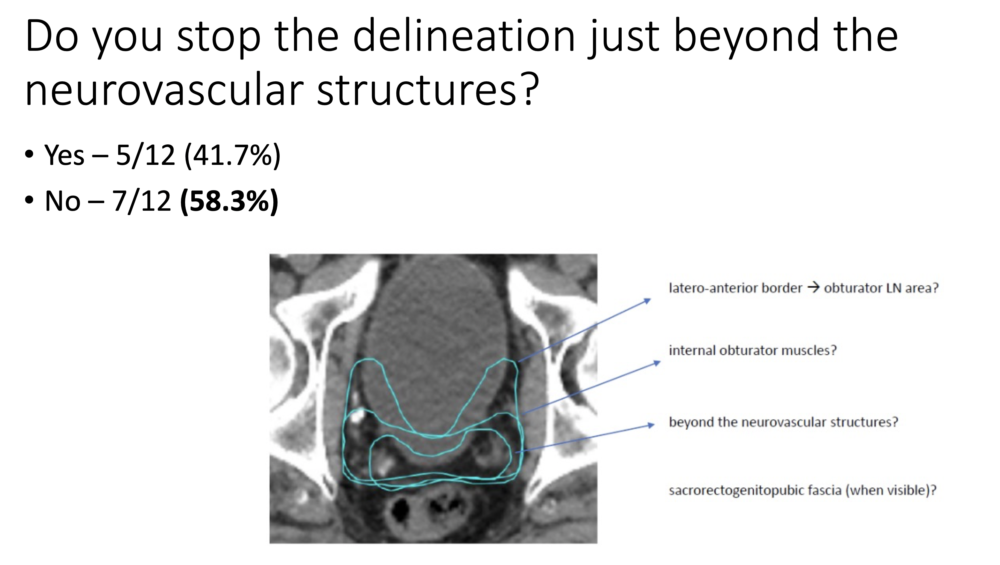 Do you stop the delineation just beyond the
neurovascular structures?
• Yes – 5/12 (41.7%)
• No – 7/12 (58.3%)
latero-anterior border → obturator LN area?
internal obturator muscles?
beyond the neurovascular structures?
sacrorectogenitopubic fascia (when visible)?